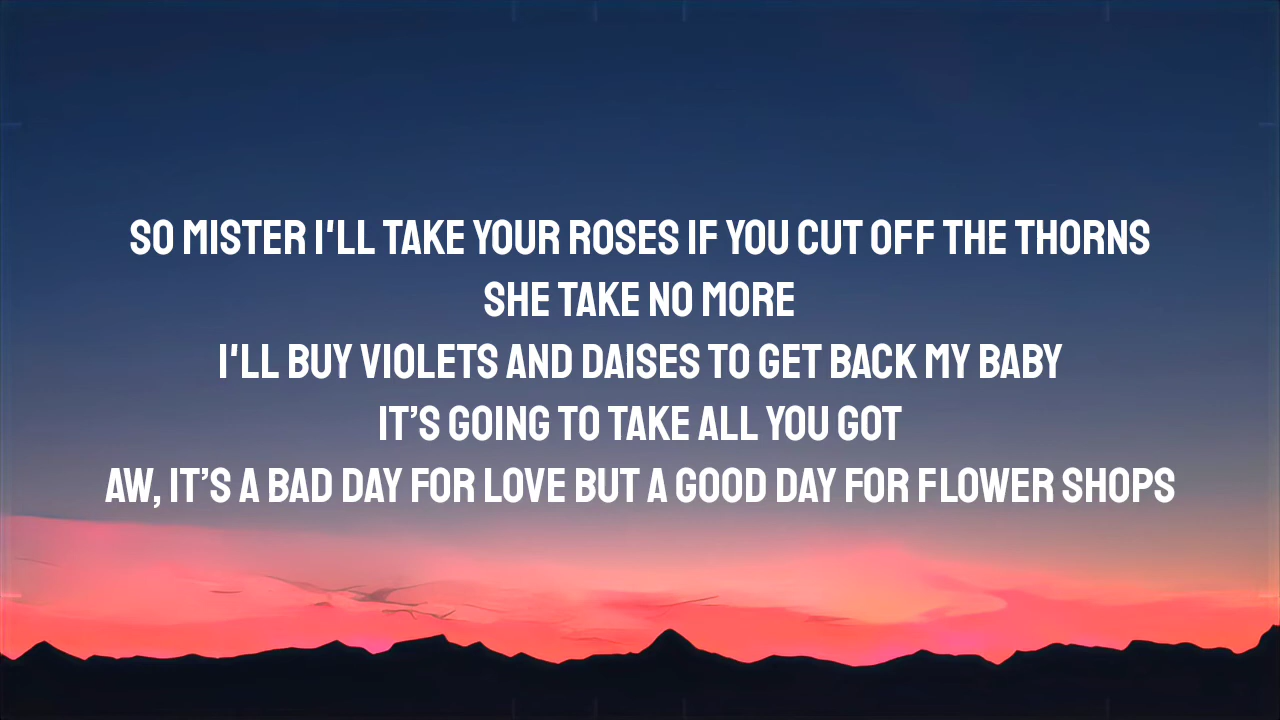 SO MISTER I'LL TAKE YOUR ROSES IF YOU CUT OFF THE THORNS
SHE TAKE NO MORE
I'LL BUY VIOLETS AND DAISES TO GET BACK MY BABY
IT’S GOING TO TAKE ALL YOU GOT
AW, IT’S A BAD DAY FOR LOVE BUT A GOOD DAY FOR FLOWER SHOPS